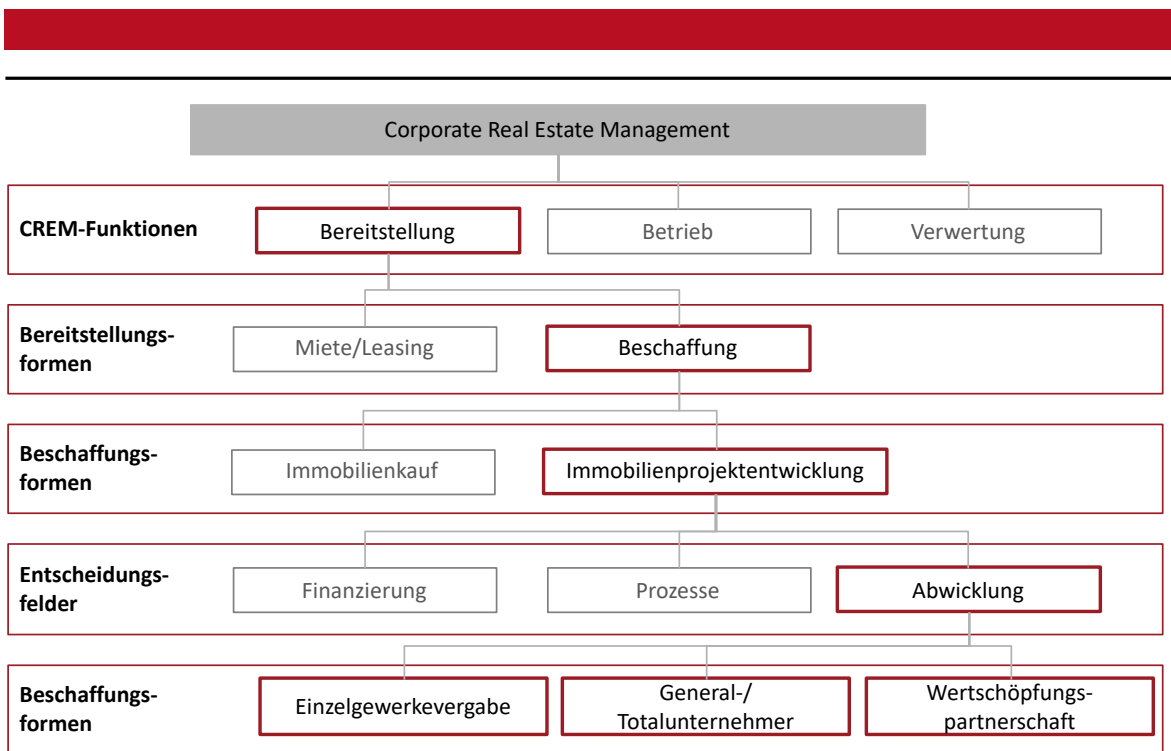 Corporate Real Estate Management
CREM-Funktionen
Bereitstellung
Betrieb
Verwertung
Bereitstellungs-
formen
Miete/Leasing
Beschaffung
Beschaffungs-
formen
Immobilienkauf
Immobilienprojektentwicklung
Entscheidungs-
felder
Finanzierung
Prozesse
Abwicklung
Beschaffungs-
formen
Einzelgewerkevergabe
General-/
Totalunternehmer
Wertschöpfungs-
partnerschaft